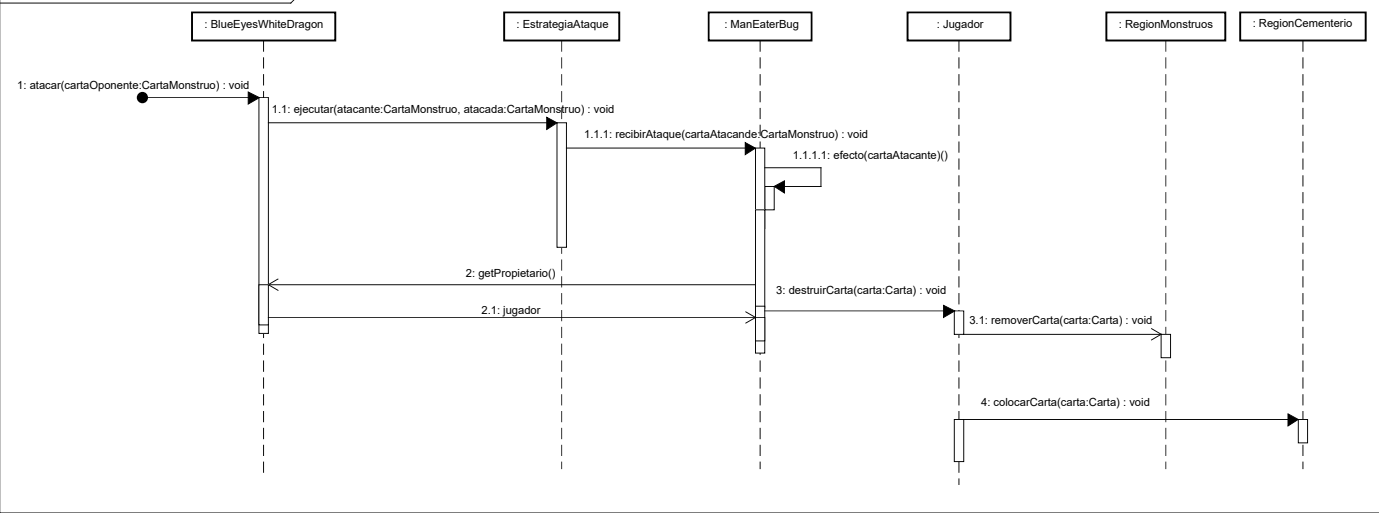 : BlueEyesWhiteDragon
: EstrategiaAtaque
: ManEaterBug
: Jugador
: RegionMonstruos
: RegionCementerio
1: atacar(cartaOponente:CartaMonstruo) : void
1.1: ejecutar(atacante:CartaMonstruo, atacada:CartaMonstruo) : void
1.1.1: recibirAtaque(cartaAtacande:CartaMonstruo) : void
1.1.1.1: efecto(cartaAtacante)()
2: getPropietario()
3: destruirCarta(carta:Carta) : void
2.1: jugador
3.1: removerCarta(carta:Carta) : void
4: colocarCarta(carta:Carta) : void